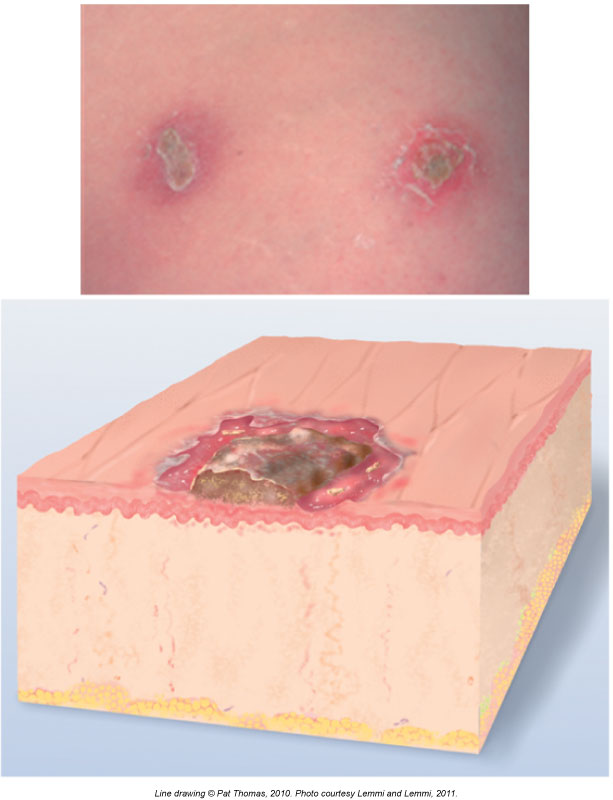 Line drawing © Pat Thomas, 2010. Photo courtesy Lemmi and Lemmi, 2011.